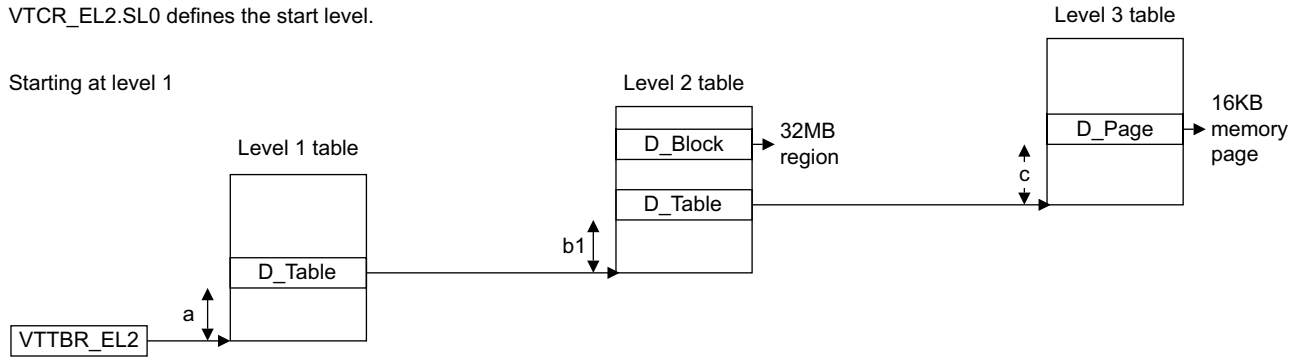 VTCR_EL2.SL0 defines the start level.
Starting at level 1
Level 1 table
D_Table
a
VTTBR_EL2
Level 2 table
D_Block
32MB
region
D_Table
b1
Level 3 table
D_Page
16KB
memory
page
c